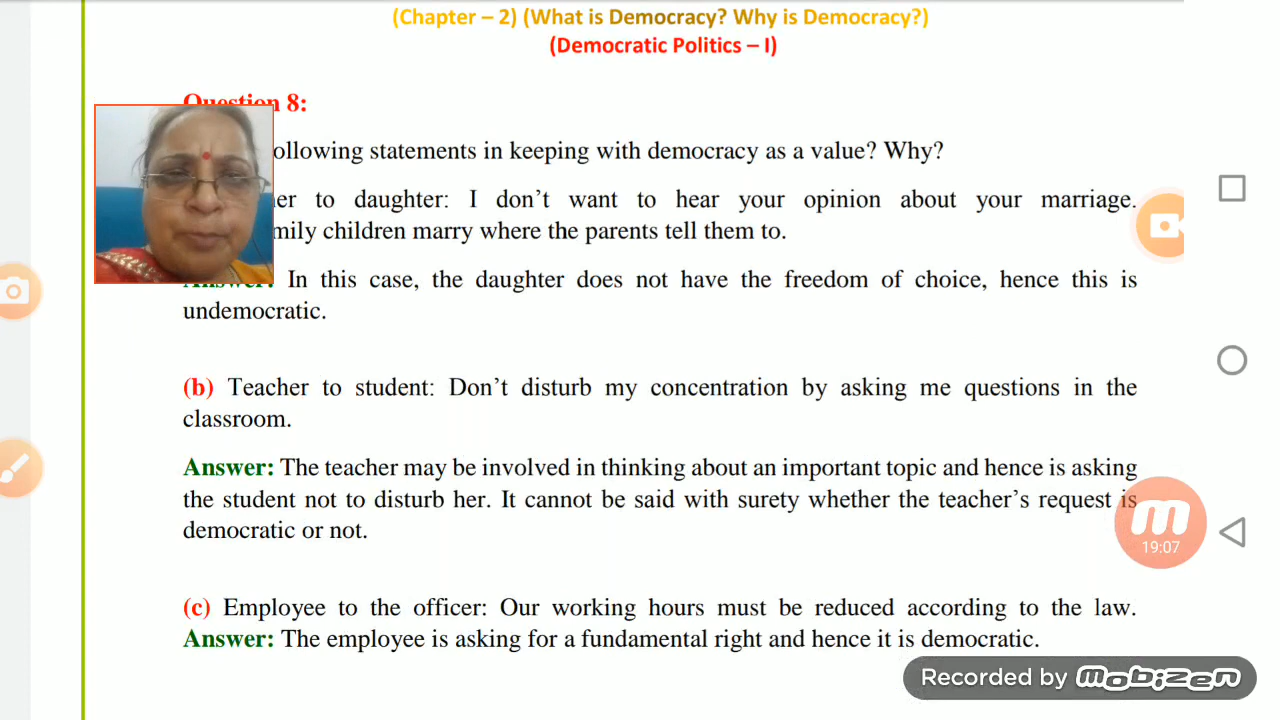 (Chapter – 2) (What is Democracy? Why is Democracy?)
(Democratic Politics – I)
Question 8:
ollowing statements in keeping with democracy as a value? Why?
er to daughter: I don’t want to hear your opinion about your marriage.
mily children marry where the parents tell them to.
Answer: In this case, the daughter does not have the freedom of choice, hence this is
undemocratic.
(b) Teacher to student: Don’t disturb my concentration by asking me questions in the
classroom.
Answer: The teacher may be involved in thinking about an important topic and hence is asking
the student not to disturb her. It cannot be said with surety whether the teacher’s request is
democratic or not.
(c) Employee to the officer: Our working hours must be reduced according to the law.
Answer: The employee is asking for a fundamental right and hence it is democratic.
19:07
Recorded by mobizen